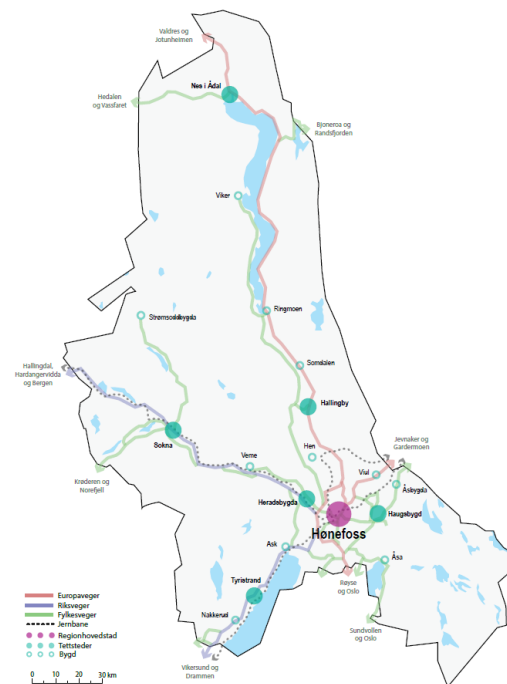 Valdres og
Jotunheimen
Nes i Ådal
Hedalen
og Vassfaret
Bjoneroa og
Randsfjorden
Viker
Ringmoen
Strømsoddbygda
Somdalen
Hallingdal,
Hardangervidda
og Bergen
Hallingby
Sokna
Hen
Jevnaker og
Gardermoen
Veme
Viul
Åsbygda
Krøderen og
Norefjell
Heradsbygda
Haugsbygd
Hønefoss
Ask
Åsa
Tyristrand
Røyse
og Oslo
Nakkerud
Sundvollen
og Oslo
Vikersund og
Drammen
Europaveger
Riksveger
Fylkesveger
Jernbane
Regionhovedstad
Tettsteder
Bygd
0 10 20 30 km